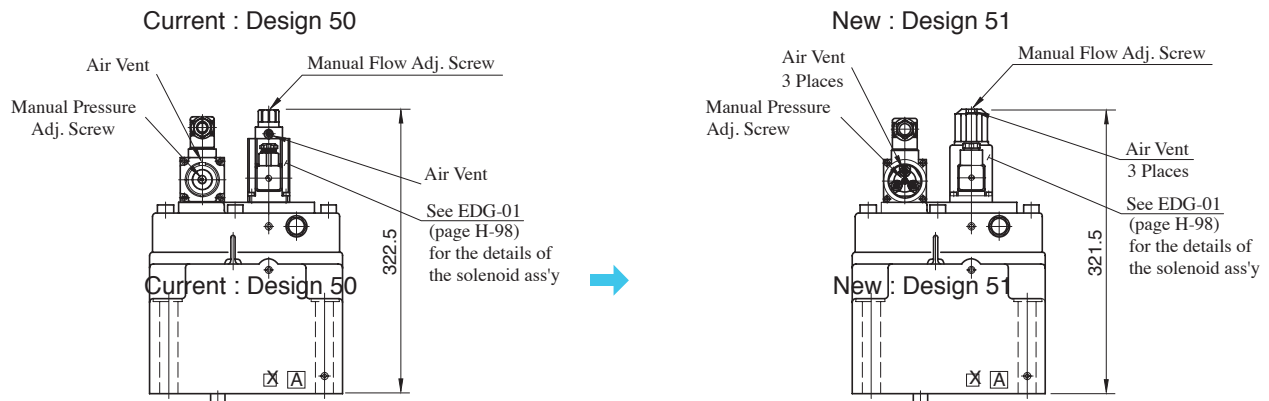 Current : Design 50
Air Vent
Manual Flow Adj. Screw
Manual Pressure
Adj. Screw
Air Vent
See EDG-01
(page H-98)
for the details of
the solenoid ass'y
322.5
Current : Design 50
X A
New : Design 51
Air Vent
3 Places
Manual Flow Adj. Screw
Manual Pressure
Adj. Screw
Air Vent
3 Places
See EDG-01
(page H-98)
for the details of
the solenoid ass'y
321.5
New : Design 51
X A